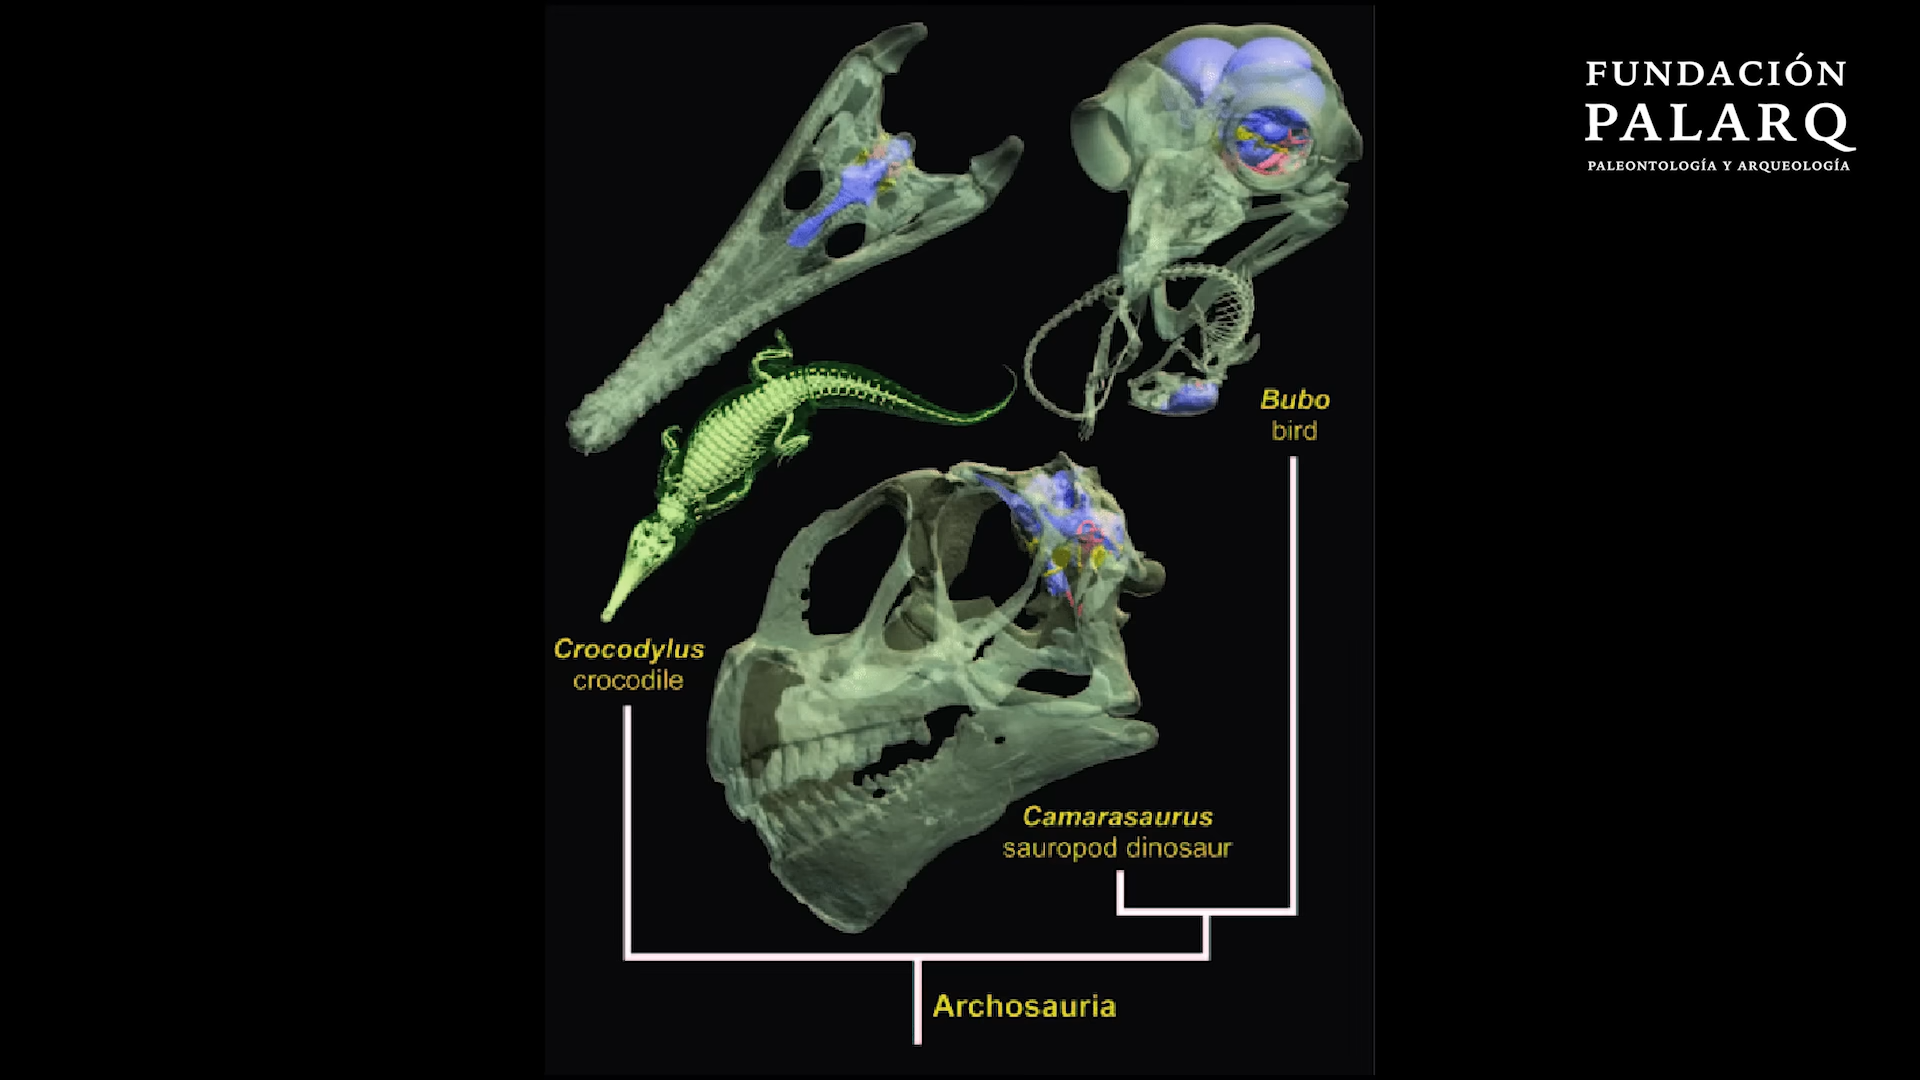 FUNDACIÓN
PALARQ
PALEONTOLOGÍA Y ARQUEOLOGÍA
Bubo
bird
Crocodylus
crocodile
Camarasaurus
sauropod dinosaur
Archosauria